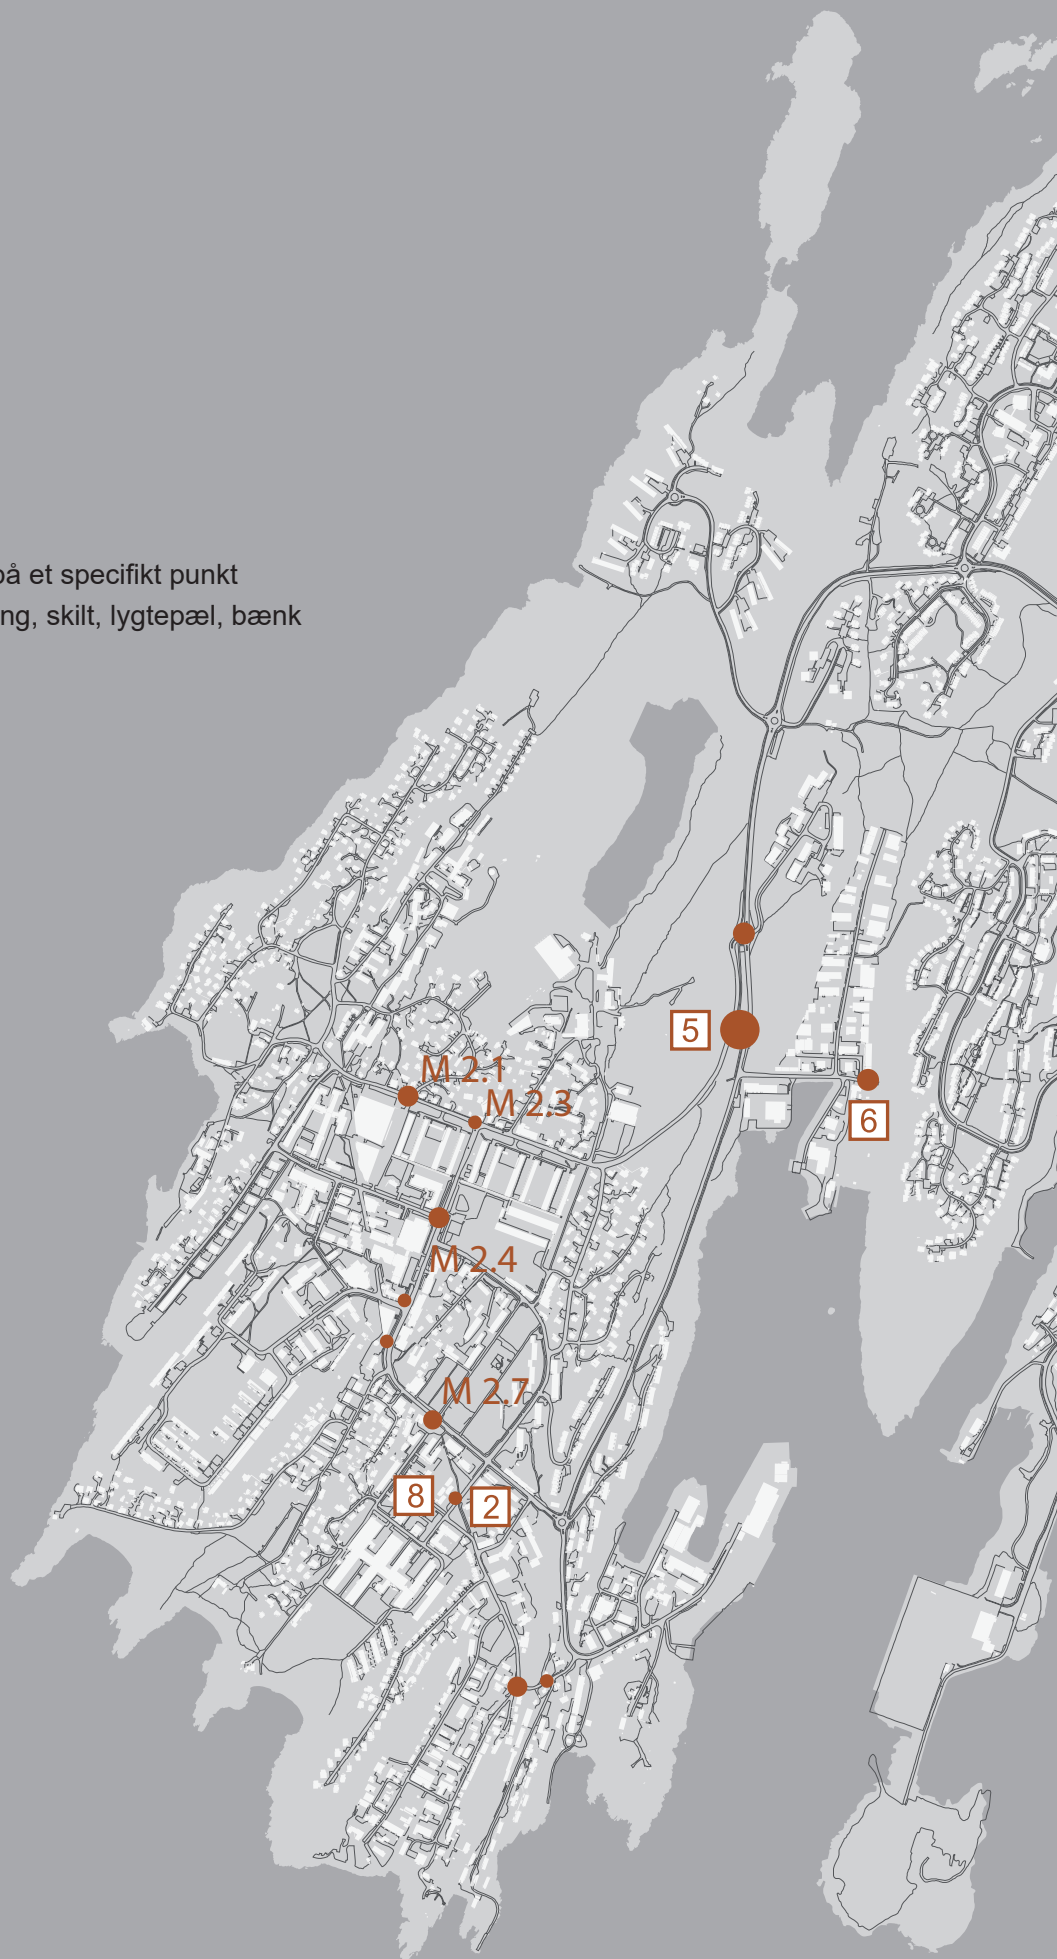 på et specifikt punkt
ng, skilt, lygtepæl, bænk
5
M 2.1
M 2.3
6
M 2.4
M 2.7
8
2